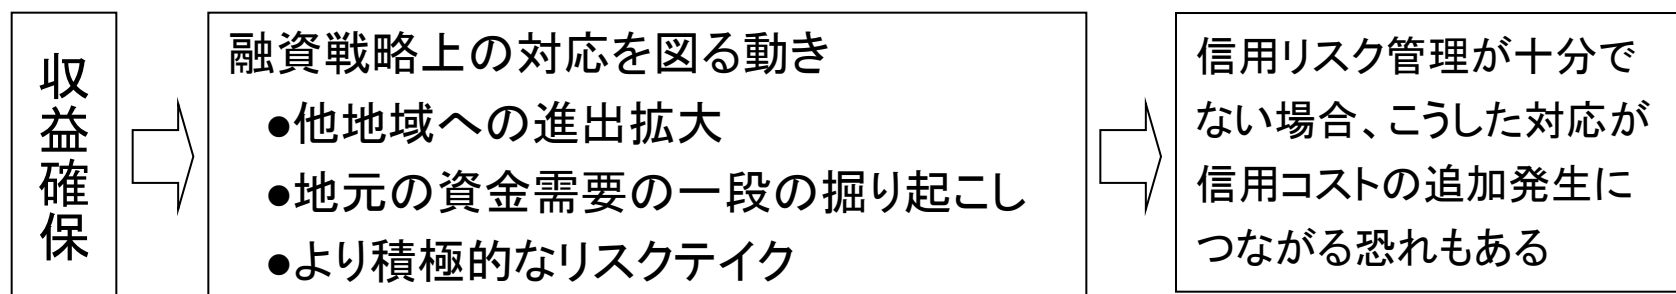 収益確保
融資戦略上の対応を図る動き
●他地域への進出拡大
●地元の資金需要の一段の掘り起こし
●より積極的なリスクテイク
信用リスク管理が十分で
ない場合、こうした対応が
信用コストの追加発生に
つながる恐れもある